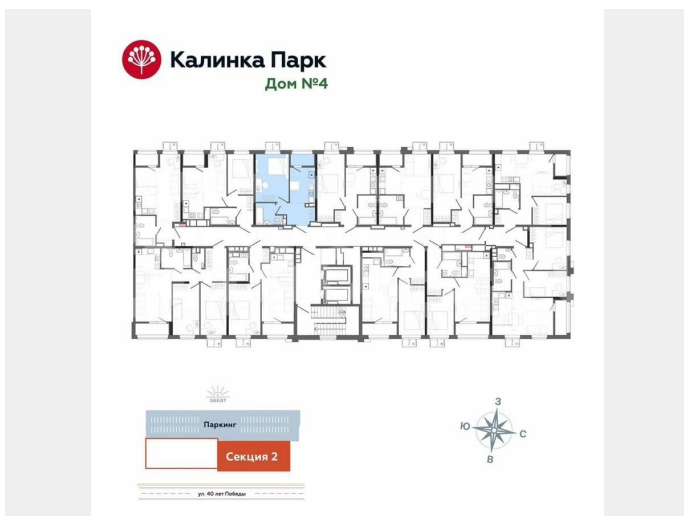 Калинка Парк
Дом №4
закат
Паркинг
Секция 2
ул. 40 лет Победы
З
Ю
С
В